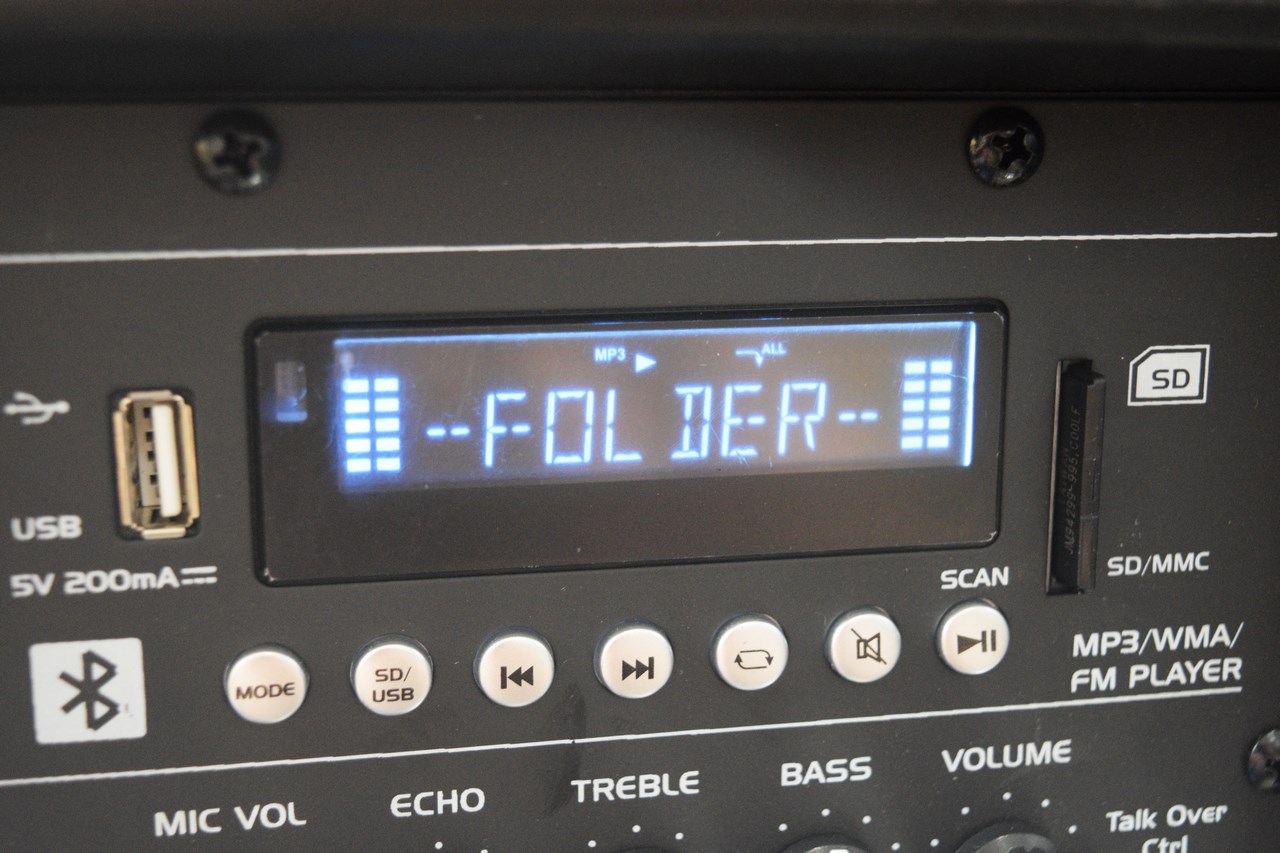 MP3 ALL
--FOLDER--
SD
USB
5V 200mA
SD/MMC
SCAN
MODE
SD/
USB
MP3/WMA/
FM PLAYER
MIC VOL
ECHO
TREBLE
BASS
VOLUME
Talk Over
Ctrl